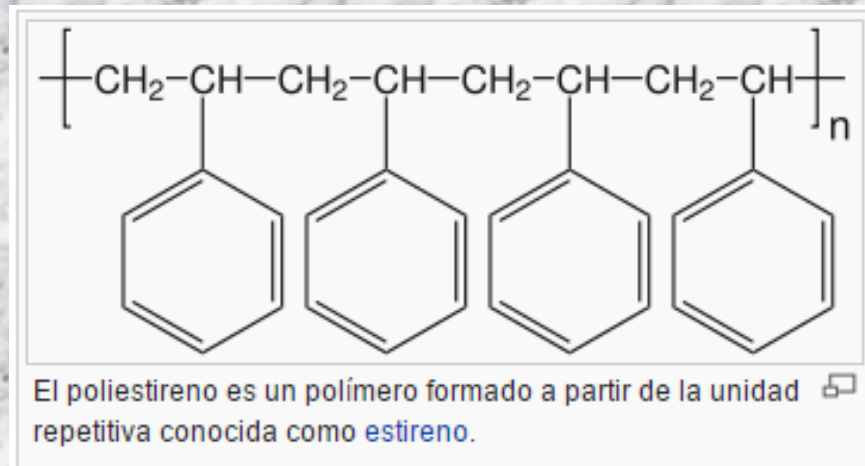 CH₂-CH-CH₂-CH-CH₂-CH-CH₂-CH
n
El poliestireno es un polímero formado a partir de la unidad
repetitiva conocida como estireno.